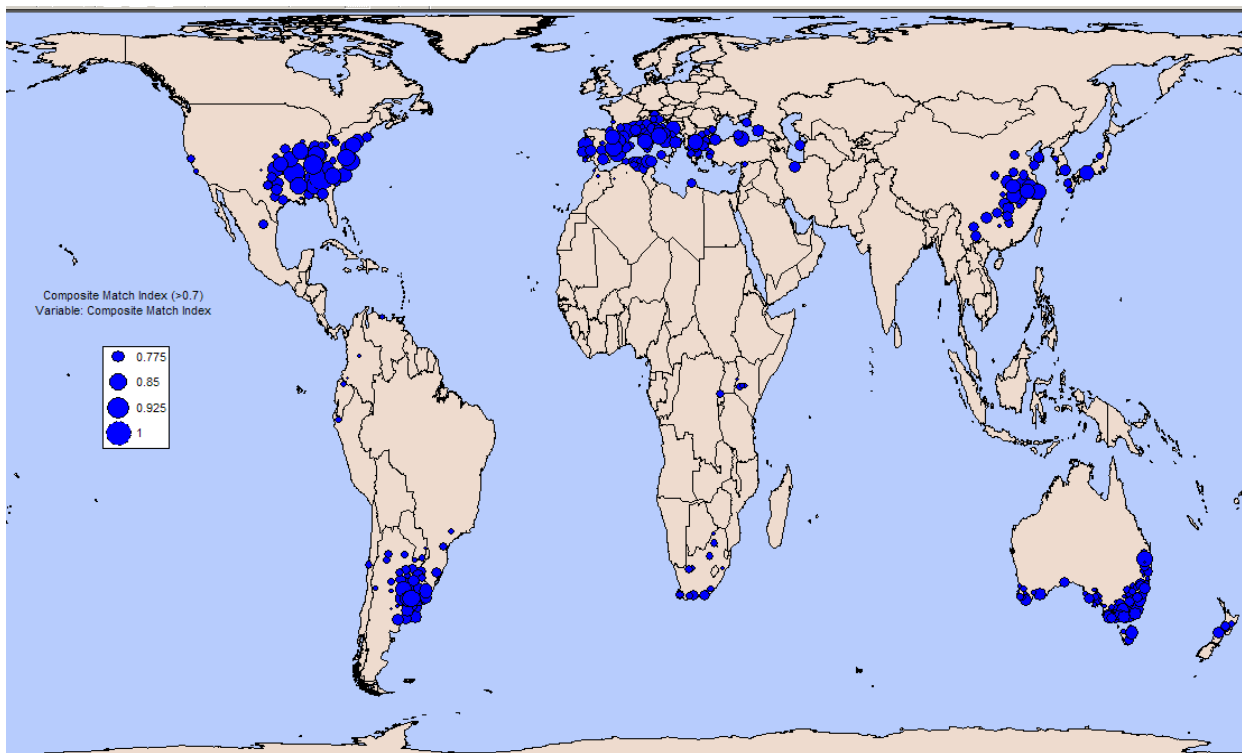 Composite Match Index (>0.7)
Variable: Composite Match Index
0.775
0.85
0.925
1